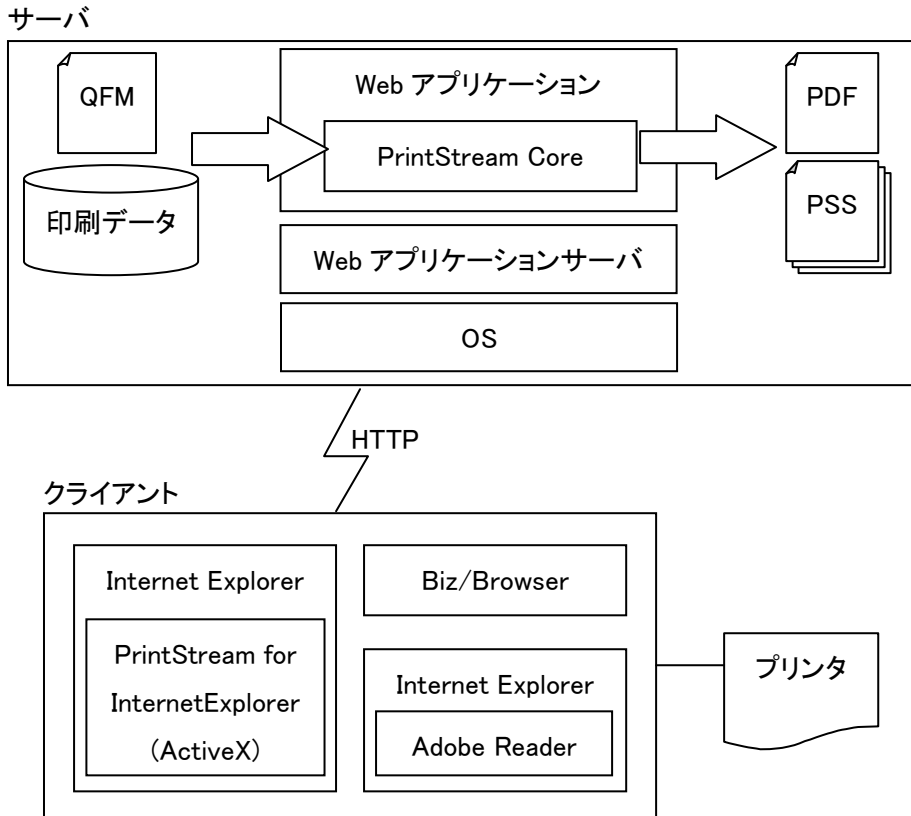 サーバ
QFM
印刷データ
Web アプリケーション
PrintStream Core
PDF
PSS
Web アプリケーションサーバ
OS
HTTP
クライアント
Internet Explorer
PrintStream for
InternetExplorer
(ActiveX)
Biz/Browser
Internet Explorer
Adobe Reader
プリンタ